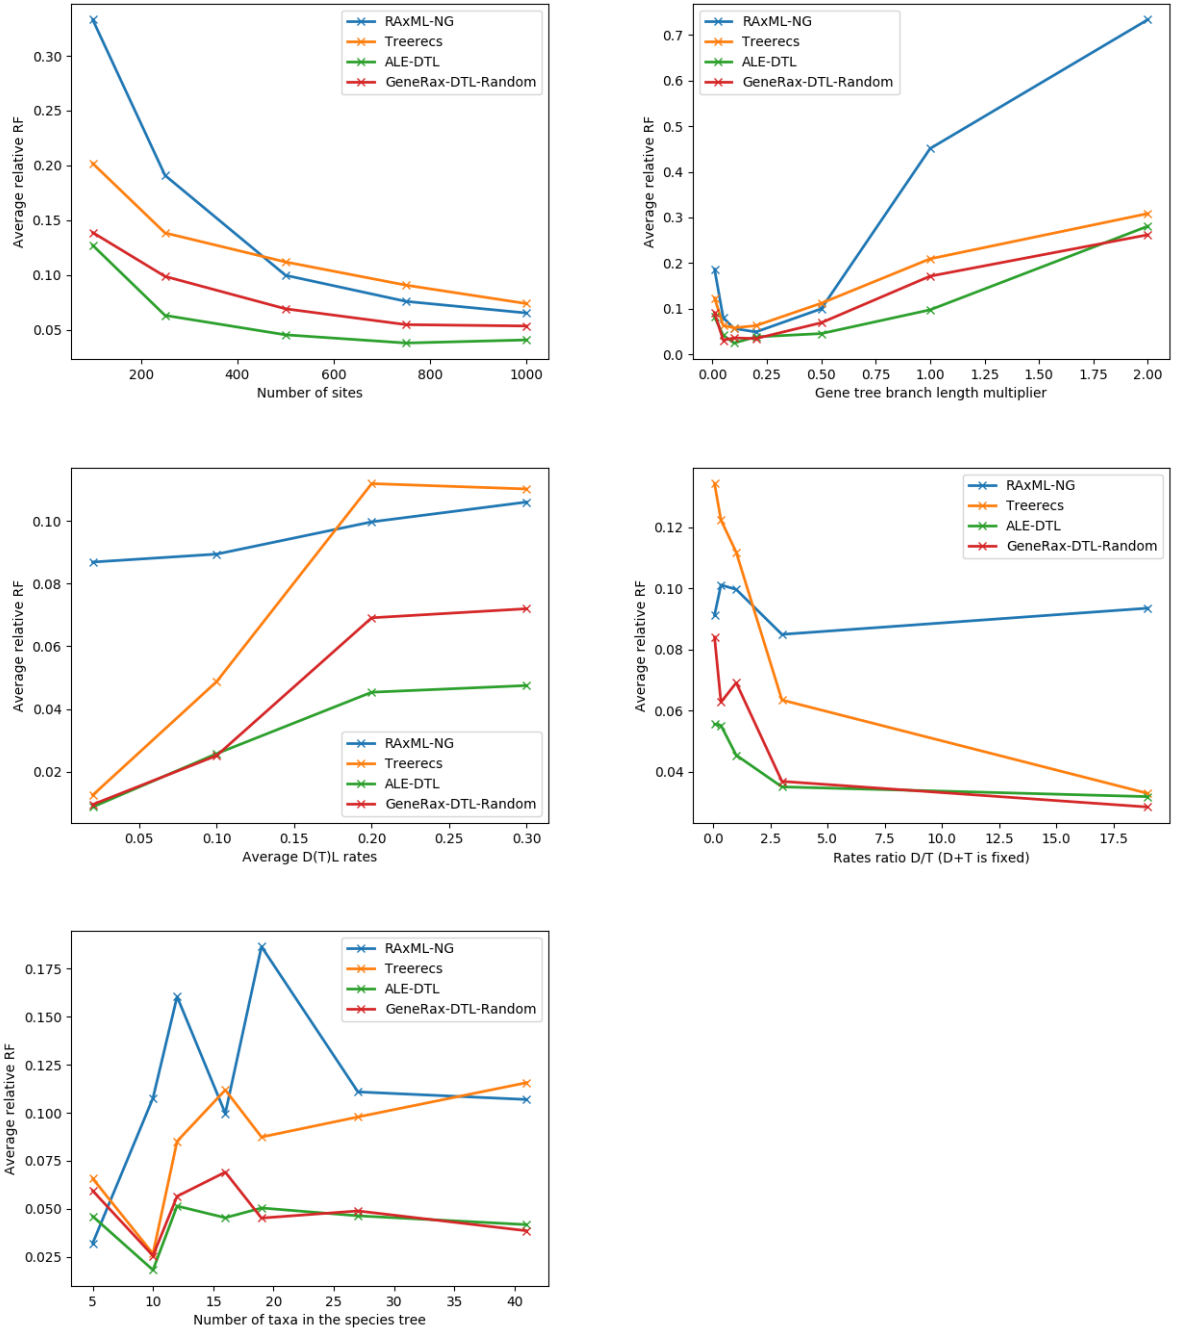 RAxML-NG
Treerecs
ALE-DTL
GeneRax-DTL-Random
Average relative RF
0.30
0.25
0.20
0.15
0.10
0.05
200 400 600 800 1000
Number of sites
RAxML-NG
Treerecs
ALE-DTL
GeneRax-DTL-Random
Average relative RF
0.7
0.6
0.5
0.4
0.3
0.2
0.1
0.0
0.00 0.25 0.50 0.75 1.00 1.25 1.50 1.75 2.00
Gene tree branch length multiplier
Average relative RF
0.10
0.08
0.06
0.04
0.02
RAxML-NG
Treerecs
ALE-DTL
GeneRax-DTL-Random
0.05 0.10 0.15 0.20 0.25 0.30
Average D(T)L rates
RAxML-NG
Treerecs
ALE-DTL
GeneRax-DTL-Random
Average relative RF
0.12
0.10
0.08
0.06
0.04
0.0 2.5 5.0 7.5 10.0 12.5 15.0 17.5
Rates ratio D/T (D+T is fixed)
RAxML-NG
Treerecs
ALE-DTL
GeneRax-DTL-Random
Average relative RF
0.175
0.150
0.125
0.100
0.075
0.050
0.025
5 10 15 20 25 30 35 40
Number of taxa in the species tree